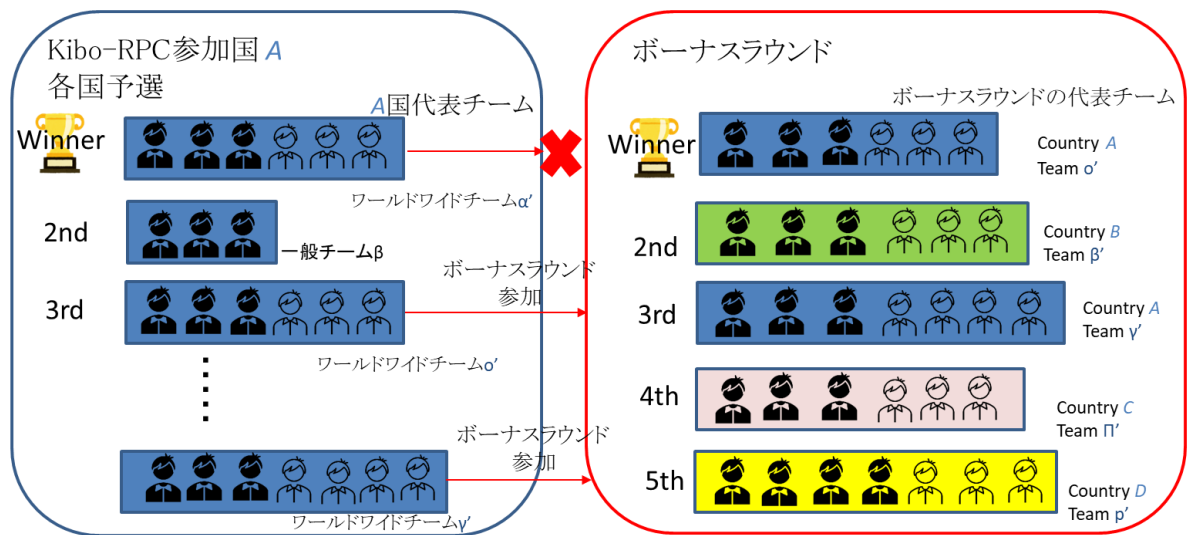 Kibo-RPC参加国 A
各国予選
A国代表チーム
Winner
ワールドワイドチームα’
2nd
一般チームβ
ボーナスラウンド
参加
3rd
ワールドワイドチームo’
ボーナスラウンド
参加
ワールドワイドチームγ’
ボーナスラウンド
ボーナスラウンドの代表チーム
Winner
Country A
Team o’
2nd
Country B
Team β’
3rd
Country A
Team γ’
4th
Country C
Team Π’
5th
Country D
Team p’